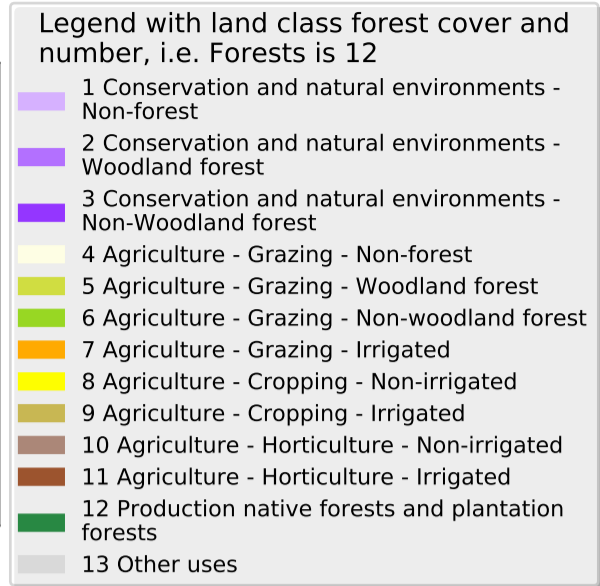 Legend with land class forest cover and
number, i.e. Forests is 12
1 Conservation and natural environments -
Non-forest
2 Conservation and natural environments -
Woodland forest
3 Conservation and natural environments -
Non-Woodland forest
4 Agriculture - Grazing - Non-forest
5 Agriculture - Grazing - Woodland forest
6 Agriculture - Grazing - Non-woodland forest
7 Agriculture - Grazing - Irrigated
8 Agriculture - Cropping - Non-irrigated
9 Agriculture - Cropping - Irrigated
10 Agriculture - Horticulture - Non-irrigated
11 Agriculture - Horticulture - Irrigated
12 Production native forests and plantation
forests
13 Other uses